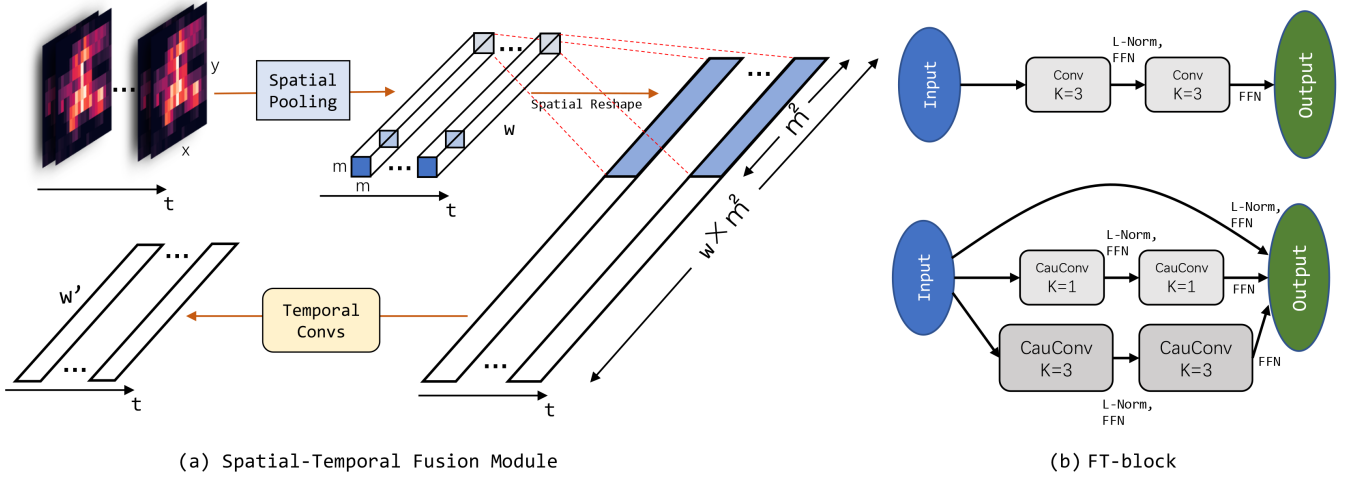 y
x
...
t
Spatial
Pooling
...
w
m
m
...
t
Spatial Reshape
...
m²
w×m²
...
t
Temporal
Convs
w’
...
...
t
(a) Spatial-Temporal Fusion Module
Input
Conv
K=3
L-Norm,
FFN
Conv
K=3
FFN
Output
Input
L-Norm,
FFN
CauConv
K=1
L-Norm,
FFN
CauConv
K=1
FFN
CauConv
K=3
L-Norm,
FFN
CauConv
K=3
FFN
Output
(b) FT-block